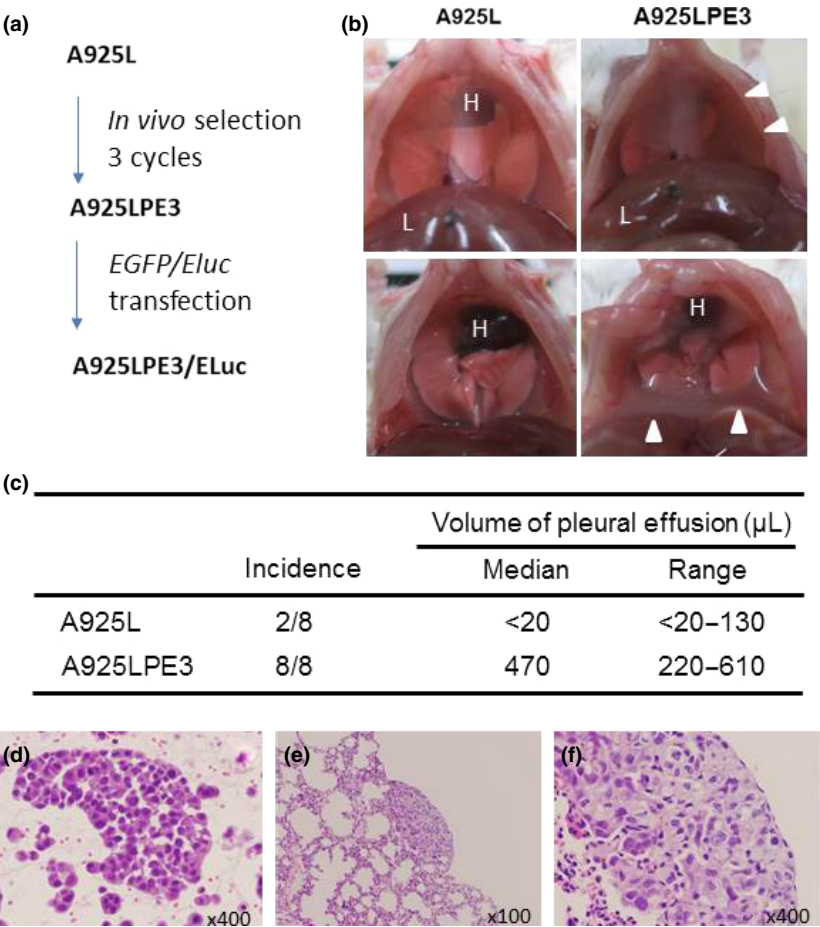 (a)
A925L
In vivo selection
3 cycles
A925LPE3
EGFP/Eluc
transfection
A925LPE3/ELuc
(b)
A925L
A925LPE3
H
L
L
H
H
(c)
Volume of pleural effusion (µL)
Incidence
Median
Range
A925L 2/8 <20 <20–130
A925LPE3 8/8 470 220–610
(d)
x400
(e)
x100
(f)
x400